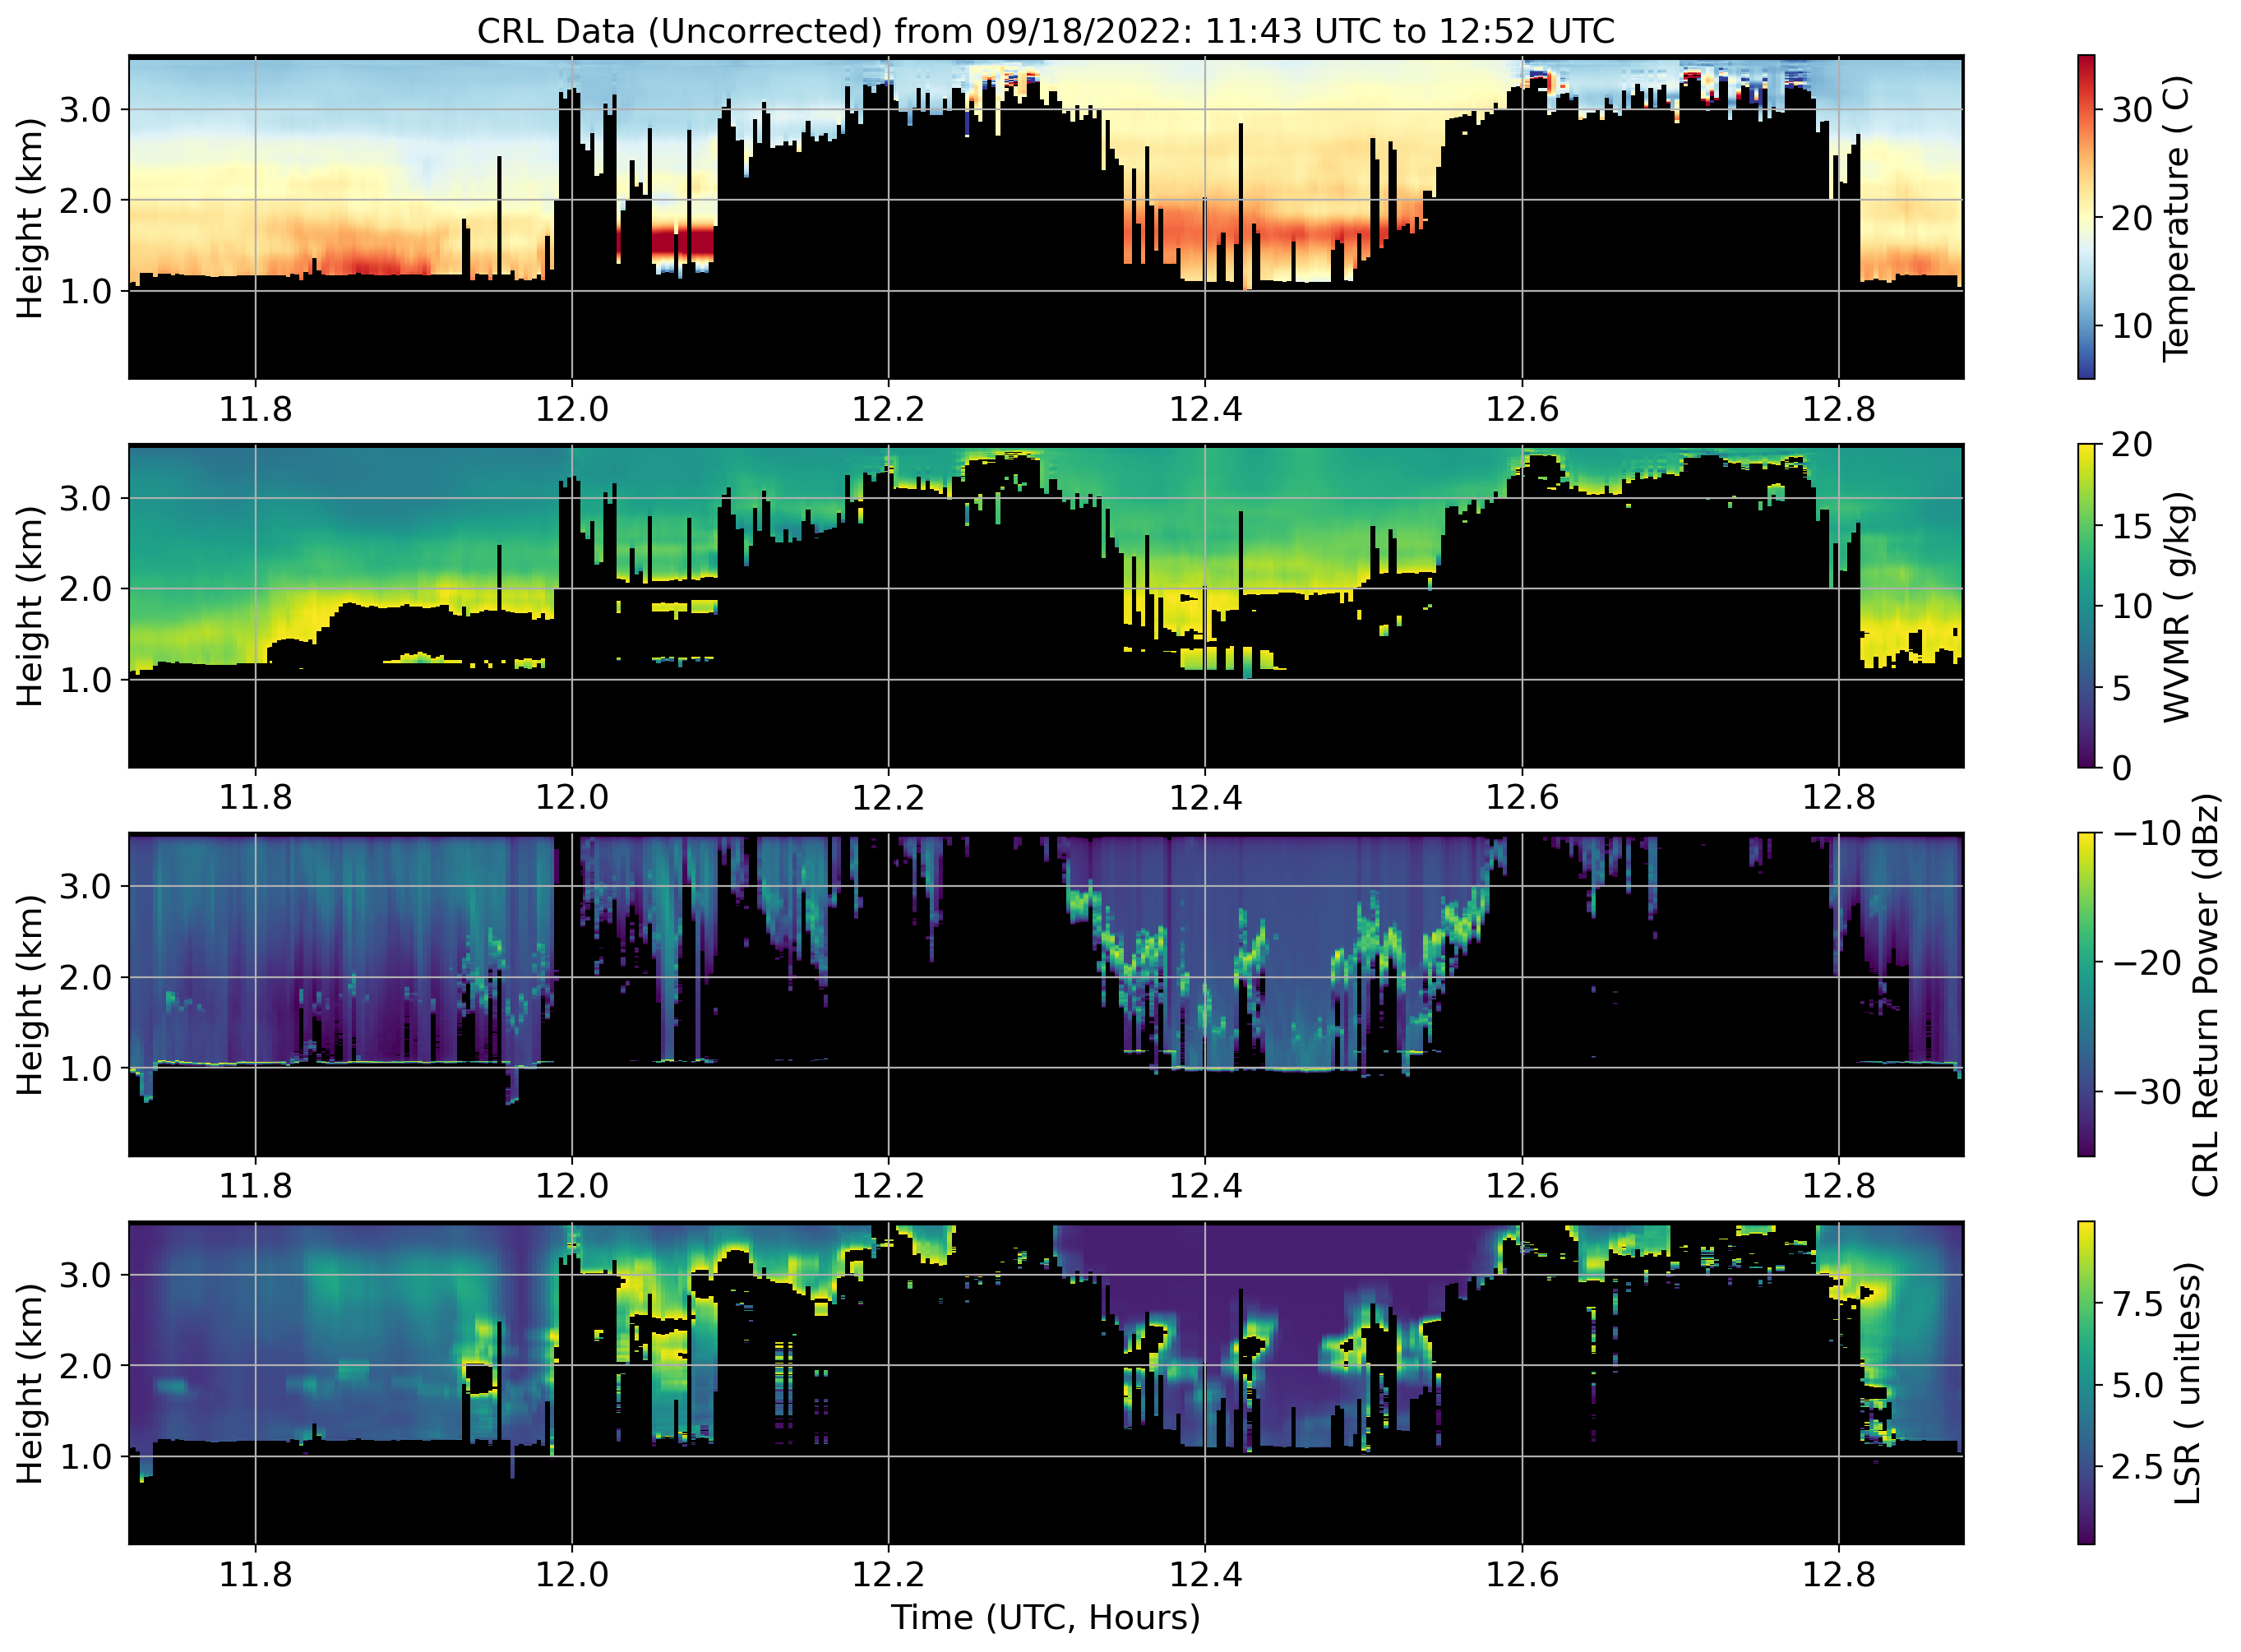 CRL Data (Uncorrected) from 09/18/2022: 11:43 UTC to 12:52 UTC
Height (km)
3.0
2.0
1.0
11.8 12.0 12.2 12.4 12.6 12.8
30
20
10
Temperature ( C)
Height (km)
3.0
2.0
1.0
11.8 12.0 12.2 12.4 12.6 12.8
20
15
10
5
0
WVMR ( g/kg)
Height (km)
3.0
2.0
1.0
11.8 12.0 12.2 12.4 12.6 12.8
−10
−20
−30
CRL Return Power (dBz)
Height (km)
3.0
2.0
1.0
11.8 12.0 12.2 12.4 12.6 12.8
7.5
5.0
2.5
LSR ( unitless)
Time (UTC, Hours)